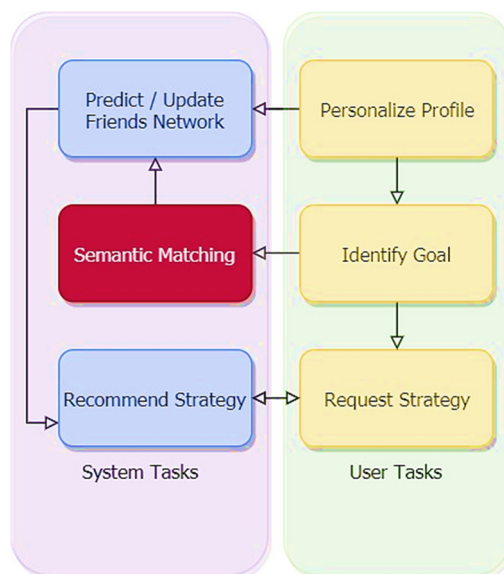 Predict / Update
Friends Network
Personalize Profile
Semantic Matching
Identify Goal
Recommend Strategy
Request Strategy
System Tasks
User Tasks